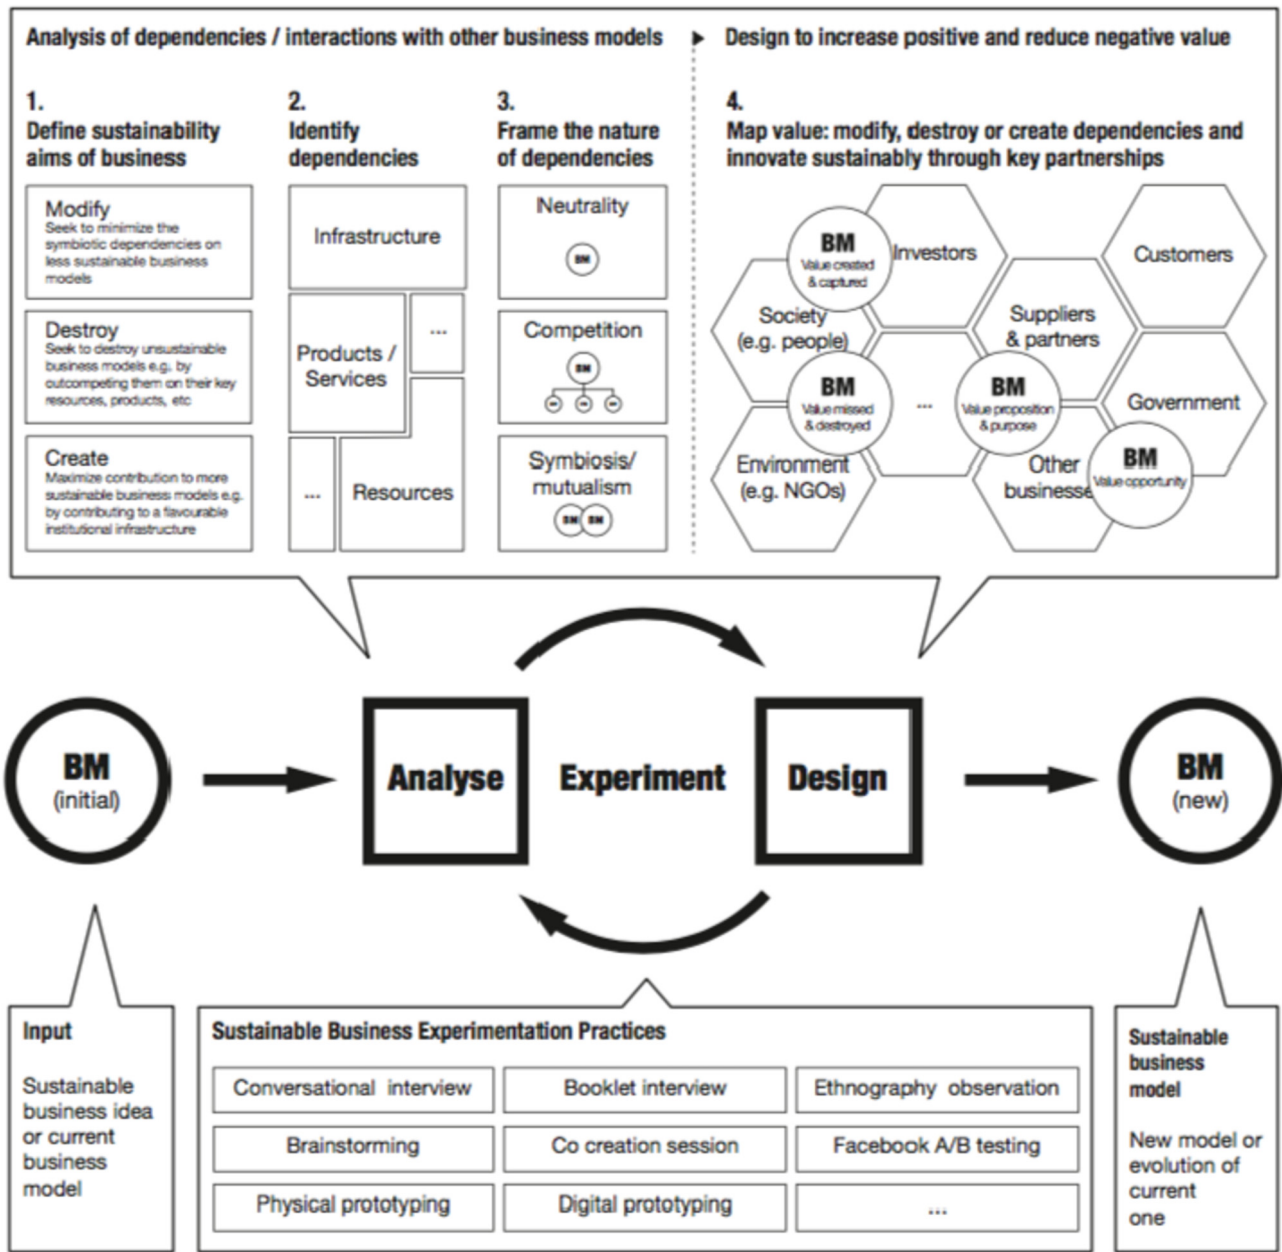 Analysis of dependencies / interactions with other business models
Design to increase positive and reduce negative value
1.
Define sustainability
aims of business
2.
Identify
dependencies
3.
Frame the nature
of dependencies
4.
Map value: modify, destroy or create dependencies and
innovate sustainably through key partnerships
Modify
Seek to minimize the
symbiotic dependencies on
less sustainable business
models
Destroy
Seek to destroy unsustainable
business models e.g. by
outcompeting them on their key
resources, products, etc
Create
Maximize contribution to more
sustainable business models e.g.
by contributing to a favourable
institutional infrastructure
Infrastructure
Products /
Services
...
...
Resources
Neutrality
BM
Competition
BM
Symbiosis/
mutualism
BM BM
BM
Value created
& captured
Investors
Customers
Society
(e.g. people)
Suppliers
& partners
BM
Value missed
& destroyed
...
BM
Value proposition
& purpose
Government
Environment
(e.g. NGOs)
Other
businesse
BM
Value opportunity
BM
(initial)
Analyse
Experiment
Design
BM
(new)
Input
Sustainable
business idea
or current
business
model
Sustainable Business Experimentation Practices
Conversational interview
Booklet interview
Ethnography observation
Brainstorming
Co creation session
Facebook A/B testing
Physical prototyping
Digital prototyping
...
Sustainable
business
model
New model or
evolution of
current
one